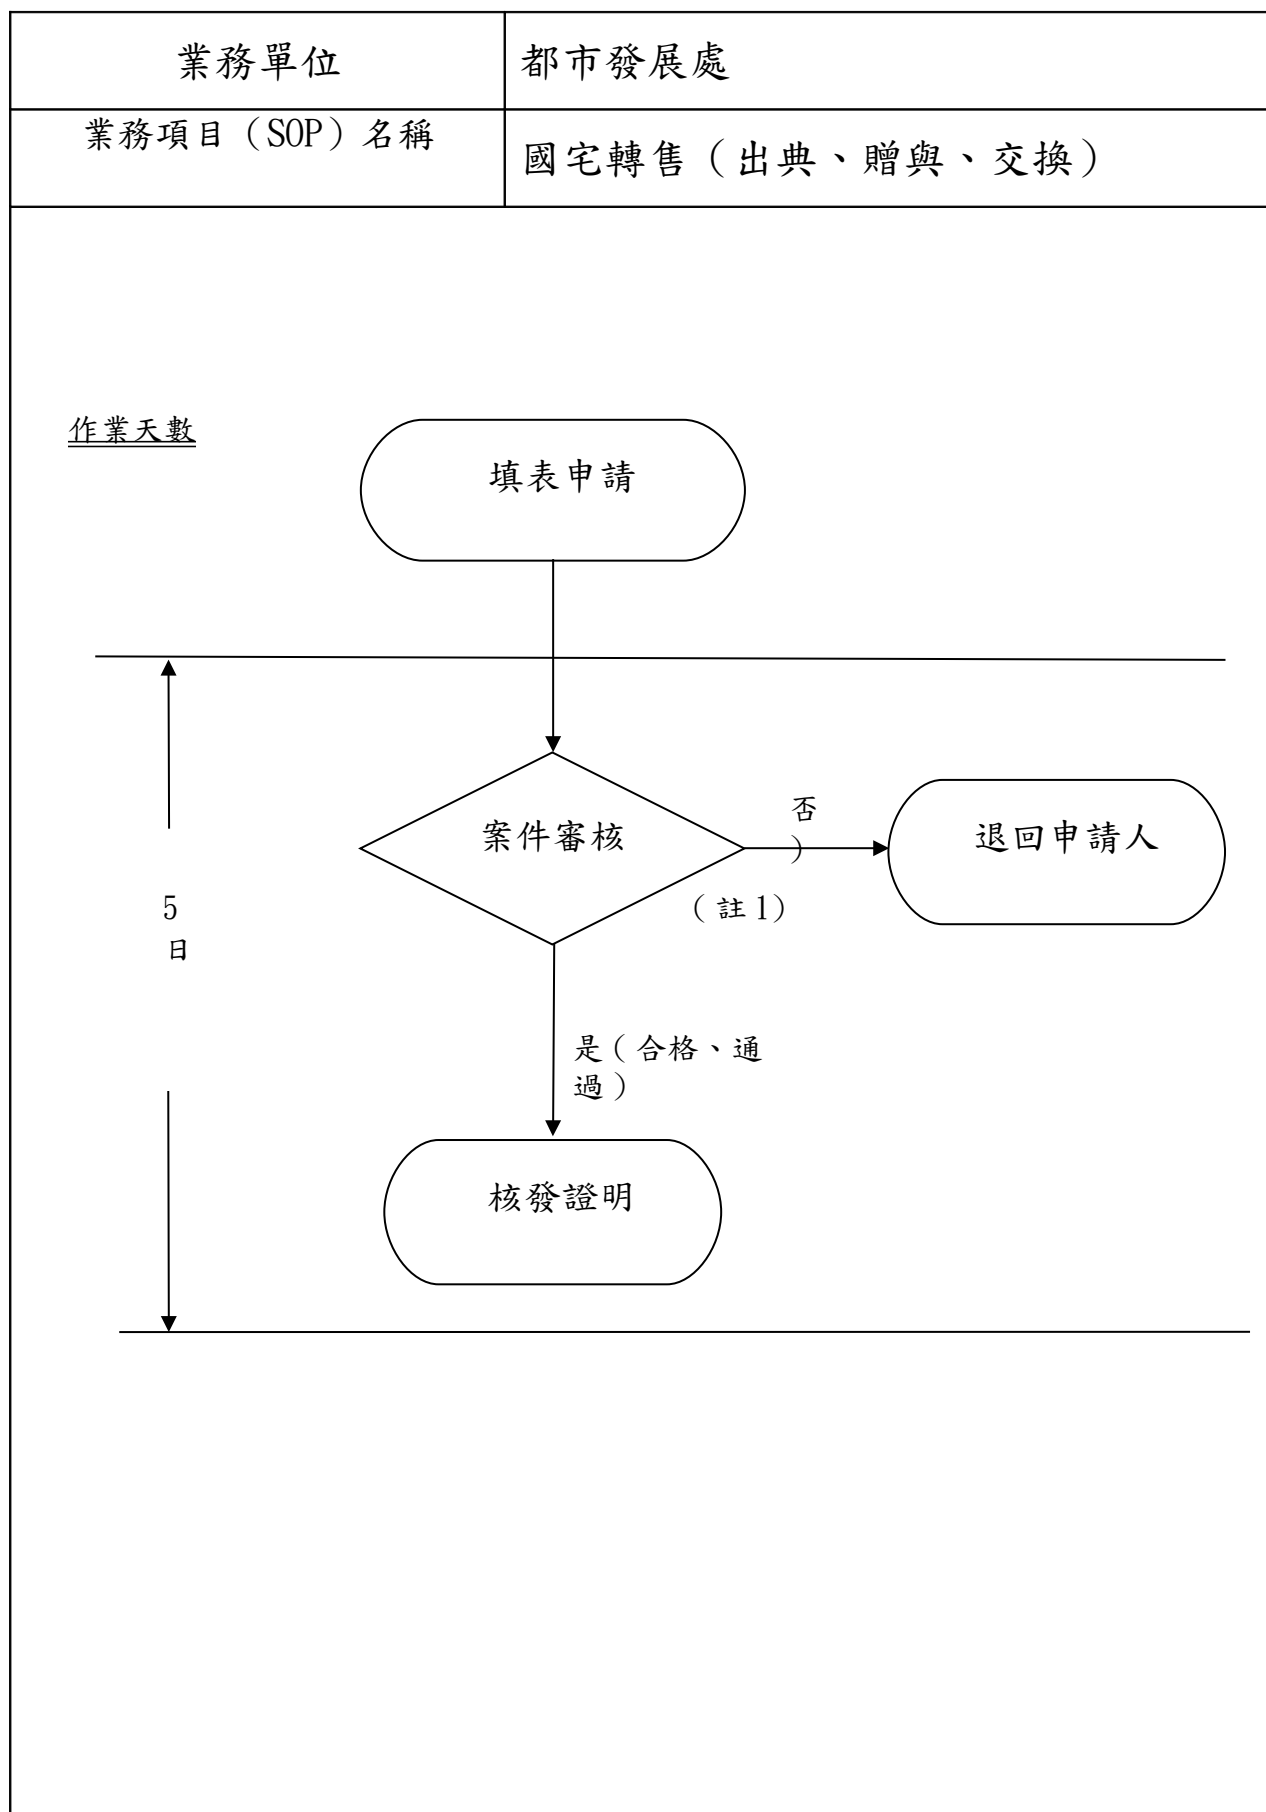 業務單位
都市發展處
業務項目（SOP）名稱
國宅轉售（出典、贈與、交換）
作業天數
填表申請
案件審核
否
）
退回申請人
（註1）
5
日
是（合格、通
過）
核發證明